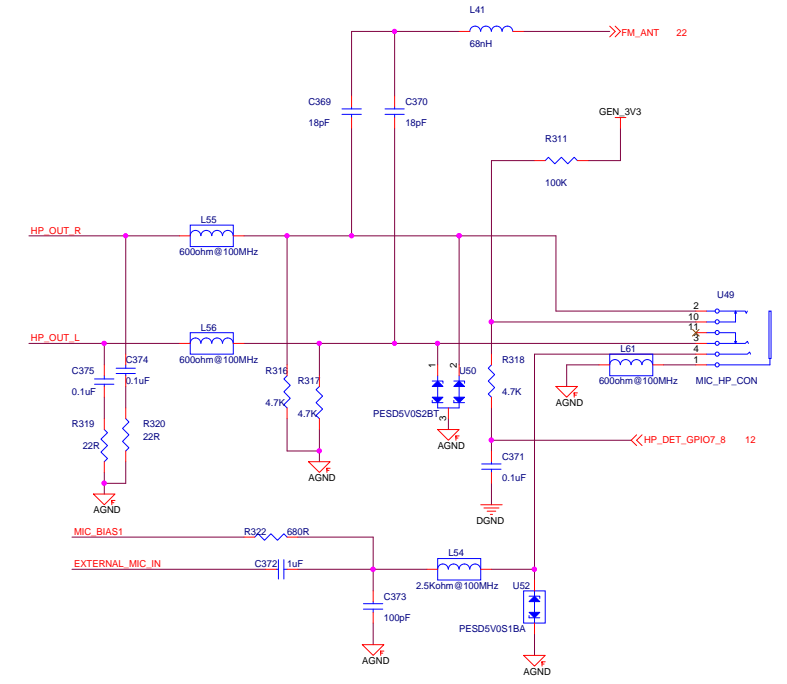 L41
68nH
FM_ANT 22
C369
18pF
C370
18pF
GEN_3V3
R311
100K
HP_OUT_R
L55
600ohm@100MHz
U49
2
10
11
3
4
1
MIC_HP_CON
HP_OUT_L
L56
600ohm@100MHz
L61
600ohm@100MHz
AGND
C375
0.1uF
C374
0.1uF
R316
4.7K
R317
4.7K
1
2
U50
3
PESD5V0S2BT
AGND
R318
4.7K
R319
22R
R320
22R
AGND
AGND
HP_DET_GPIO7_8 12
C371
0.1uF
DGND
MIC_BIAS1
R322 680R
EXTERNAL_MIC_IN
C372 1uF
L54
2.5Kohm@100MHz
C373
100pF
AGND
U52
PESD5V0S1BA
AGND